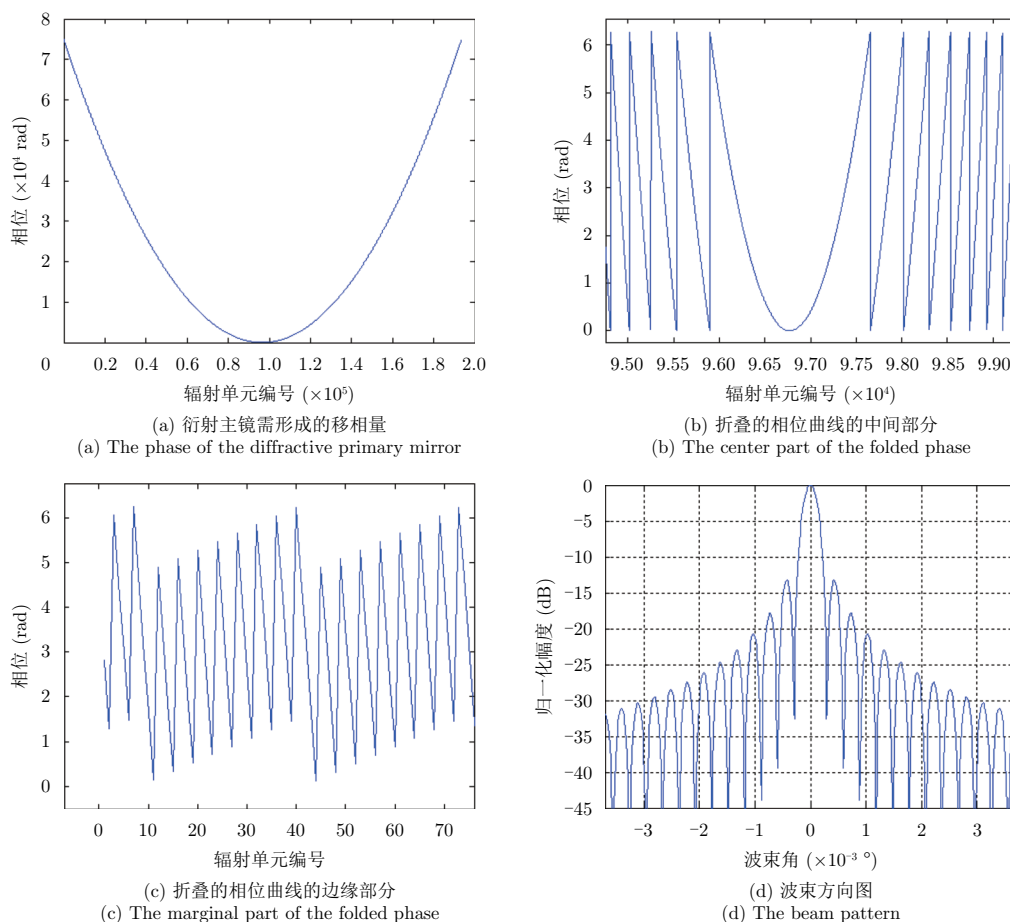 8
7
6
5
4
3
2
1
相位 (×10⁴ rad)
0.2 0.4 0.6 0.8 1.0 1.2 1.4 1.6 1.8 2.0
辐射单元编号 (×10⁵)
(a) 衍射主镜需形成的移相量
(a) The phase of the diffractive primary mirror
6
5
4
3
2
1
0
相位 (rad)
9.50 9.55 9.60 9.65 9.70 9.75 9.80 9.85 9.90
辐射单元编号 (×10⁴)
(b) 折叠的相位曲线的中间部分
(b) The center part of the folded phase
6
5
4
3
2
1
0
相位 (rad)
0 10 20 30 40 50 60 70
辐射单元编号
(c) 折叠的相位曲线的边缘部分
(c) The marginal part of the folded phase
0
−5
−10
−15
−20
−25
−30
−35
−40
−45
归一化幅度 (dB)
−3 −2 −1 0 1 2 3
波束角 (×10⁻³ °)
(d) 波束方向图
(d) The beam pattern